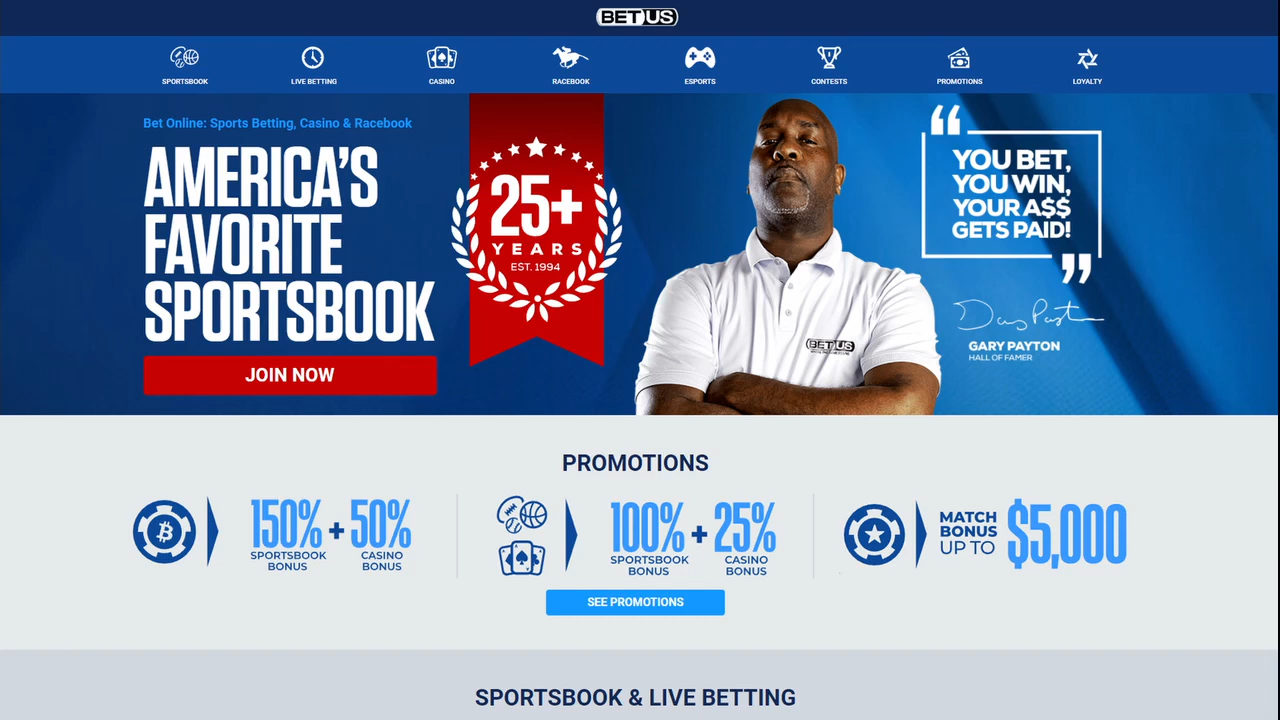 BETUS
SPORTSBOOK
LIVE BETTING
CASINO
RACEBOOK
ESPORTS
CONTESTS
PROMOTIONS
LOYALTY
Bet Online: Sports Betting, Casino & Racebook
AMERICA'S
FAVORITE
SPORTSBOOK
JOIN NOW
25+
YEARS
EST. 1994
BETUS
“
YOU BET,
YOU WIN,
YOUR A$$
GETS PAID!
”
Gary Payton
GARY PAYTON
HALL OF FAMER
PROMOTIONS
150% + 50%
SPORTSBOOK BONUS
CASINO BONUS
100% + 25%
SPORTSBOOK BONUS
CASINO BONUS
MATCH
BONUS
UP TO
$5,000
SEE PROMOTIONS
SPORTSBOOK & LIVE BETTING